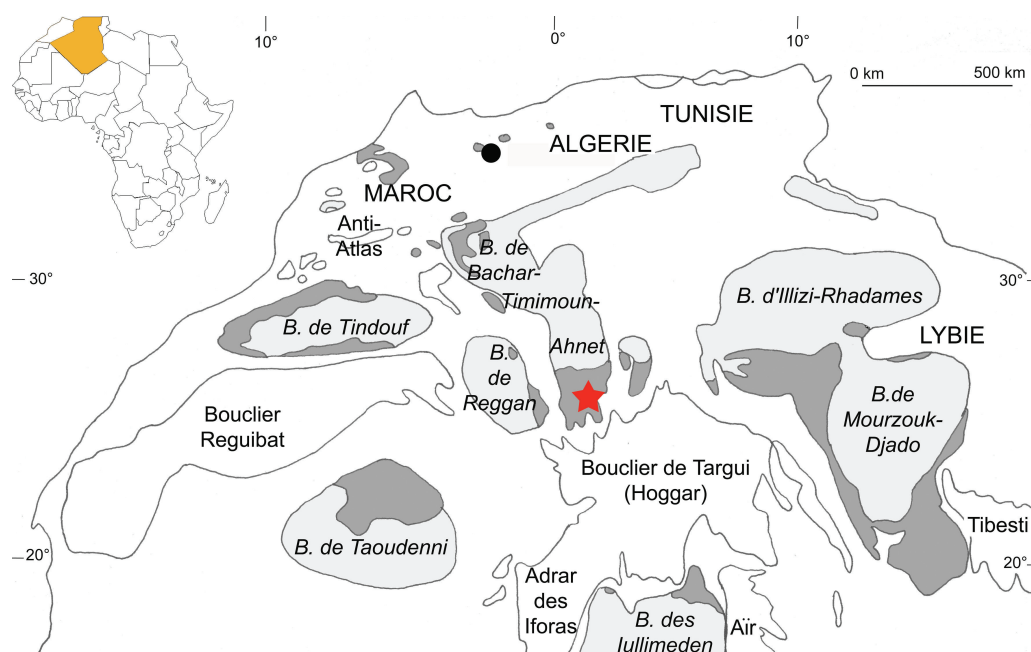 10°
0°
10°
0 km
500 km
TUNISIE
ALGERIE
MAROC
Anti-
Atlas
B. de
Bachar-
Timimoun-
Ahnet
30°
30°
B. d'Illizi-Rhadames
B. de Tindouf
LYBIE
B.
de
Reggan
B.de
Mourzouk-
Djado
Bouclier
Reguibat
Bouclier de Targui
(Hoggar)
Tibesti
B. de Taoudenni
20°
20°
Adrar
des
Iforas
B. des
Iullimeden
Aïr